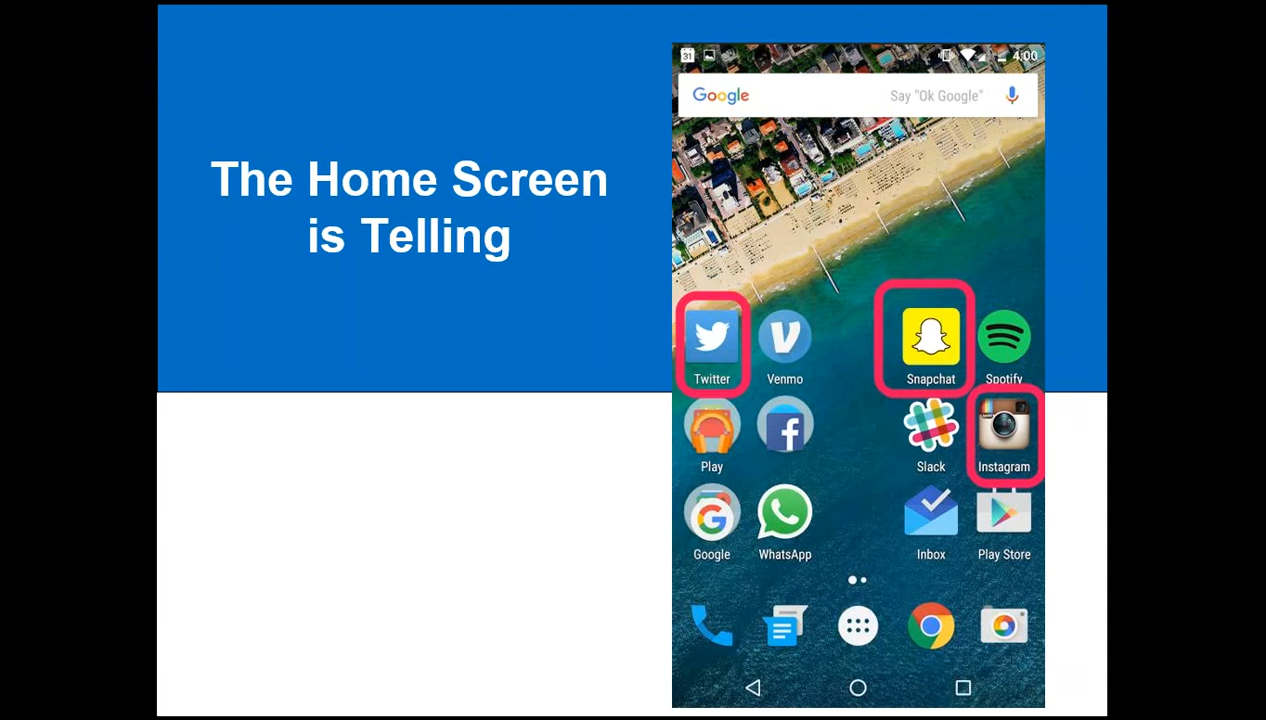 The Home Screen
is Telling
31
4:00
Google
Say "Ok Google"
Twitter
Venmo
Snapchat
Spotify
Play
Slack
Instagram
Google
WhatsApp
Inbox
Play Store